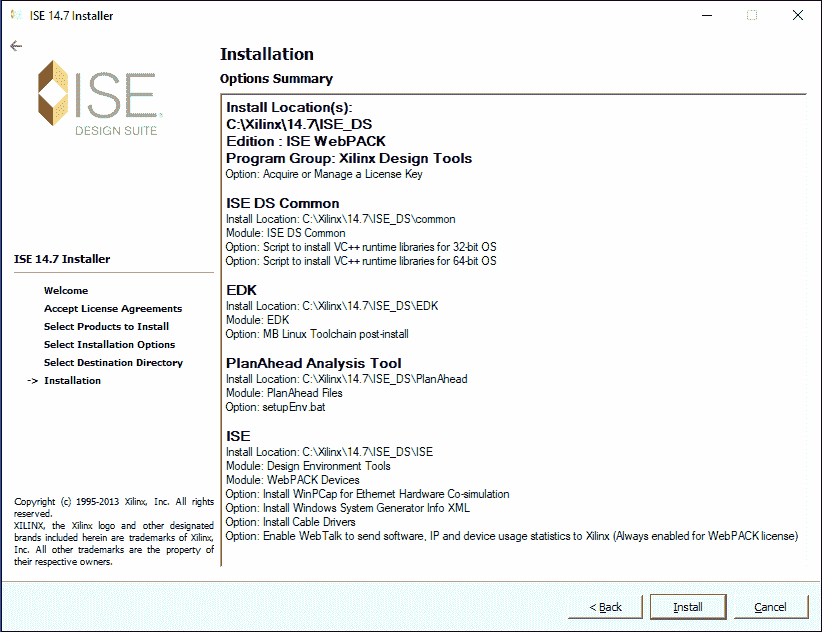 ISE 14.7 Installer
ISE
DESIGN SUITE
ISE 14.7 Installer
Welcome
Accept License Agreements
Select Products to Install
Select Installation Options
Select Destination Directory
-> Installation
Copyright (c) 1995-2013 Xilinx, Inc. All rights
reserved.
XILINX, the Xilinx logo and other designated
brands included herein are trademarks of Xilinx,
Inc. All other trademarks are the property of
their respective owners.
Installation
Options Summary
Install Location(s):
C:\Xilinx\14.7\ISE_DS
Edition : ISE WebPACK
Program Group: Xilinx Design Tools
Option: Acquire or Manage a License Key
ISE DS Common
Install Location: C:\Xilinx\14.7\ISE_DS\common
Module: ISE DS Common
Option: Script to install VC++ runtime libraries for 32-bit OS
Option: Script to install VC++ runtime libraries for 64-bit OS
EDK
Install Location: C:\Xilinx\14.7\ISE_DS\EDK
Module: EDK
Option: MB Linux Toolchain post-install
PlanAhead Analysis Tool
Install Location: C:\Xilinx\14.7\ISE_DS\PlanAhead
Module: PlanAhead Files
Option: setupEnv.bat
ISE
Install Location: C:\Xilinx\14.7\ISE_DS\ISE
Module: Design Environment Tools
Module: WebPACK Devices
Option: Install WinPCap for Ethernet Hardware Co-simulation
Option: Install Windows System Generator Info XML
Option: Install Cable Drivers
Option: Enable WebTalk to send software, IP and device usage statistics to Xilinx (Always enabled for WebPACK license)
< Back
Install
Cancel